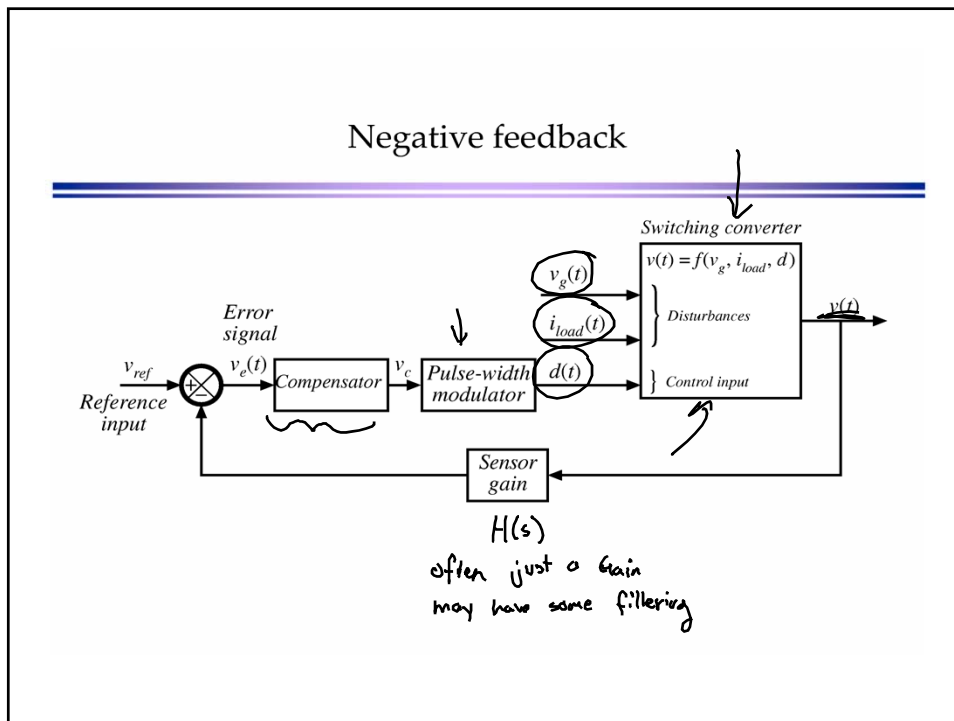 Negative feedback
Switching converter
v(t) = f(v_g, i_load, d)
v_g(t)
i_load(t)
Disturbances
v(t)
Error
signal
v_ref
v_e(t)
Compensator
v_c
Pulse-width
modulator
d(t)
Control input
Reference
input
+
−
Sensor
gain
H(s)
often just a Gain
may have some filtering